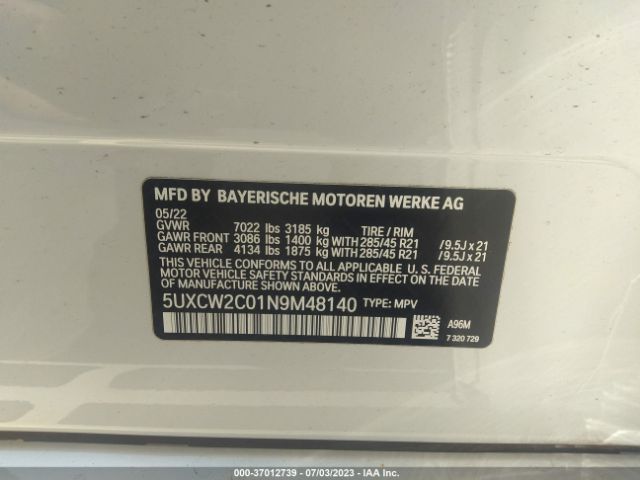 MFD BY BAYERISCHE MOTOREN WERKE AG
05/22
GVWR 7022 lbs 3185 kg TIRE / RIM
GAWR FRONT 3086 lbs 1400 kg WITH 285/45 R21 /9.5J x 21
GAWR REAR 4134 lbs 1875 kg WITH 285/45 R21 /9.5J x 21
THIS VEHICLE CONFORMS TO ALL APPLICABLE U.S. FEDERAL
MOTOR VEHICLE SAFETY STANDARDS IN EFFECT ON THE DATE
OF MANUFACTURE SHOWN ABOVE.
5UXCW2C01N9M48140 TYPE: MPV
A96M
7 320 729
000-37012739 / 07/03/2023 / IAA Inc.